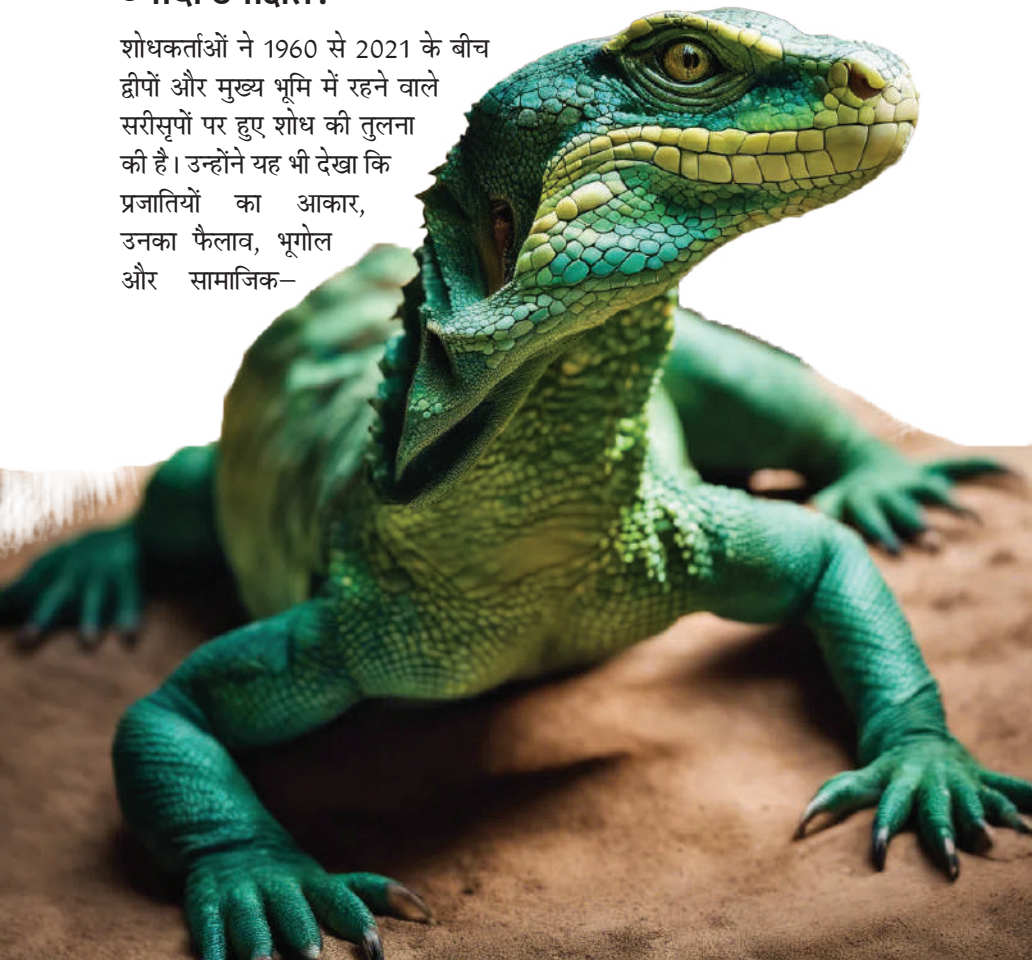 शोधकर्ताओं ने 1960 से 2021 के बीच
द्वीपों और मुख्य भूमि में रहने वाले
सरीसृपों पर हुए शोध की तुलना
की है। उन्होंने यह भी देखा कि
प्रजातियों का आकार,
उनका फैलाव, भूगोल
और सामाजिक–